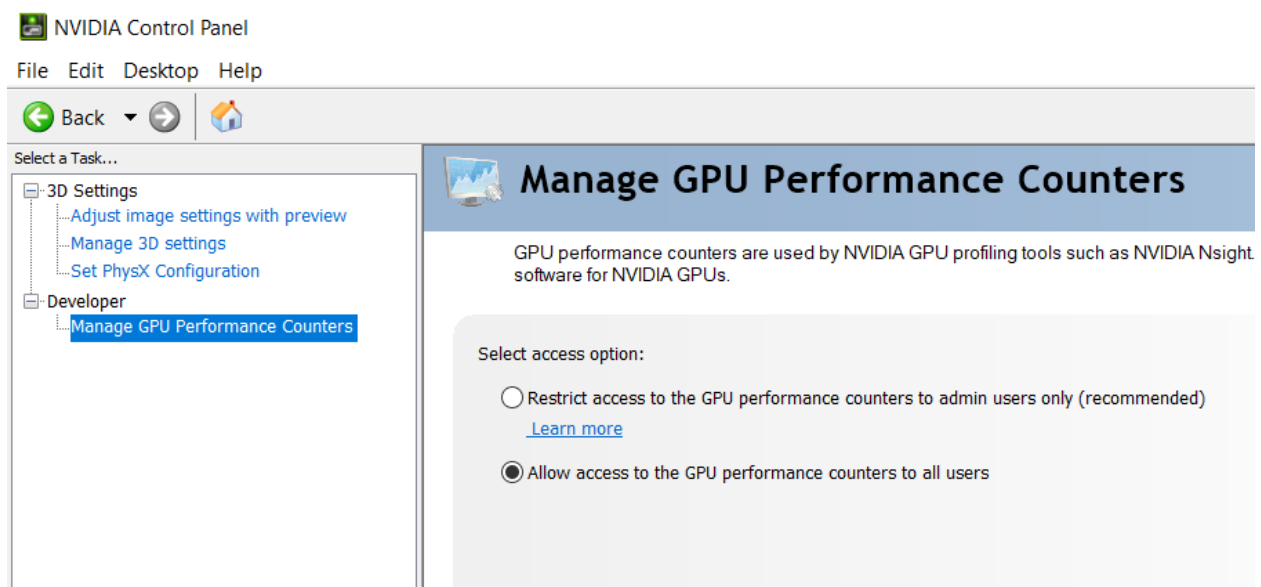 NVIDIA Control Panel
File Edit Desktop Help
Back
Select a Task...
3D Settings
Adjust image settings with preview
Manage 3D settings
Set PhysX Configuration
Developer
Manage GPU Performance Counters
Manage GPU Performance Counters
GPU performance counters are used by NVIDIA GPU profiling tools such as NVIDIA Nsight.
software for NVIDIA GPUs.
Select access option:
Restrict access to the GPU performance counters to admin users only (recommended)
Learn more
Allow access to the GPU performance counters to all users